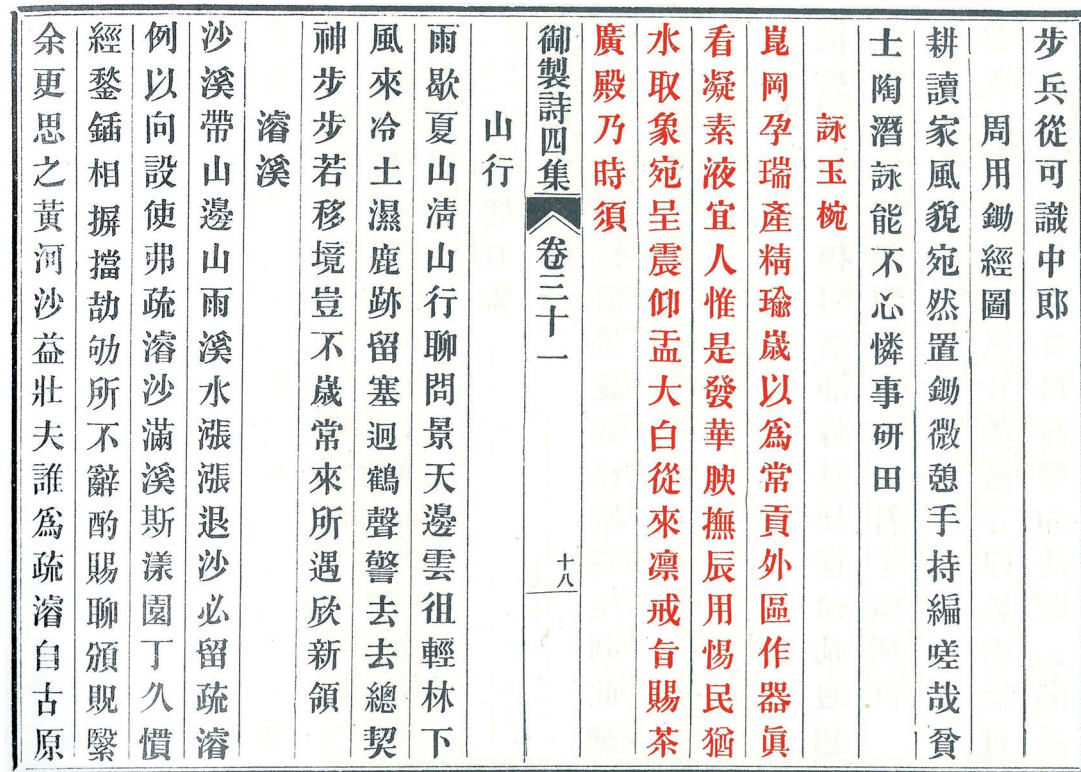 步兵從可識中郎
周用鋤經圖
耕讀家風貌宛然置鋤微憩手持編嗟哉貧
士陶潛詠能不心憐事研田
詠玉椀
崑岡孕瑞產精瑜歲以為常貢外區作器眞
看凝素液宜人惟是發華腴撫辰用惕民猶
水取象宛呈震仰盂大白從來凛戒旨賜茶
廣殿乃時須
御製詩四集 卷三十一 十八
山行
雨歇夏山淸山行聊問景天邊雲徂輕林下
風來冷土濕鹿跡留塞迥鶴聲警去去總契
神步步若移境豈不歲常來所遇欣新領
濬溪
沙溪帶山邊山雨溪水漲漲退沙必留疏濬
例以向設使弗疏濬沙滿溪斯漾園丁久慣
經鍫鍤相摒擋劫劬所不辭酌賜聊頒貺鑿
余更思之黃河沙益壯夫誰爲疏濬自古原